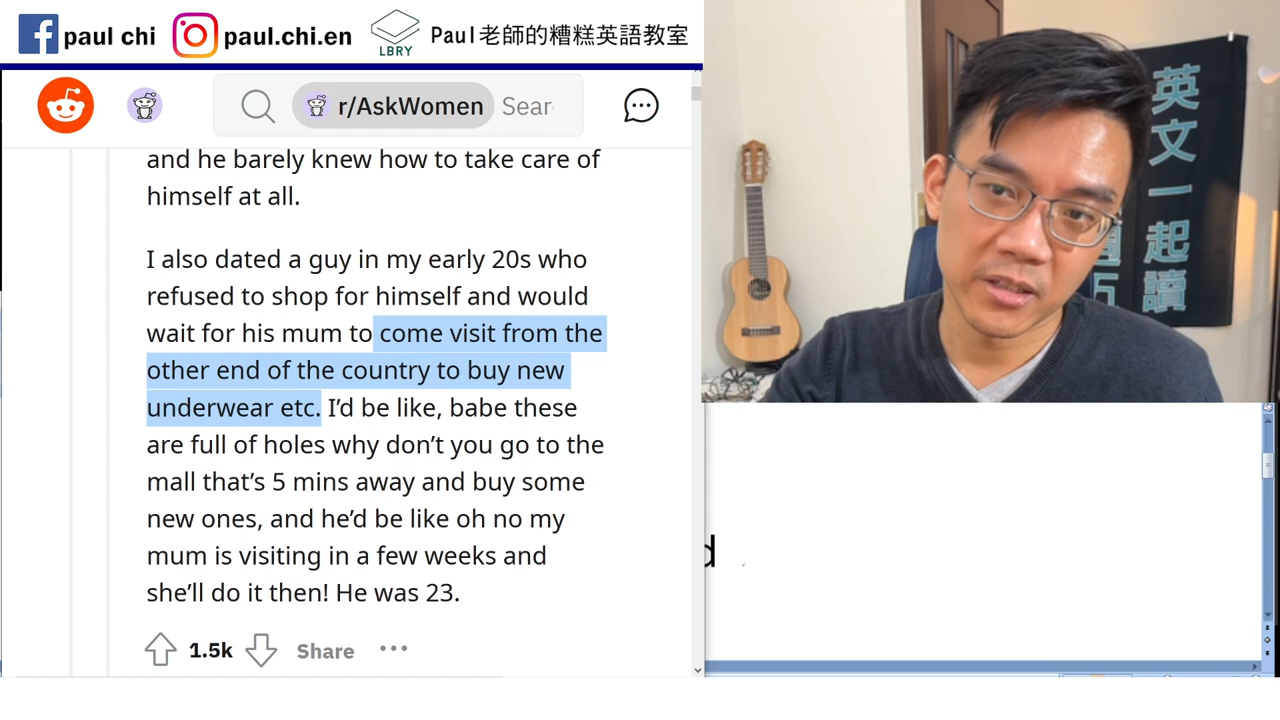 paul chi
paul.chi.en
LBRY
Paul老師的糟糕英語教室
r/AskWomen
Sear
and he barely knew how to take care of
himself at all.
I also dated a guy in my early 20s who
refused to shop for himself and would
wait for his mum to come visit from the
other end of the country to buy new
underwear etc. I’d be like, babe these
are full of holes why don’t you go to the
mall that’s 5 mins away and buy some
new ones, and he’d be like oh no my
mum is visiting in a few weeks and
she’ll do it then! He was 23.
1.5k
Share
英文一
起讀
d